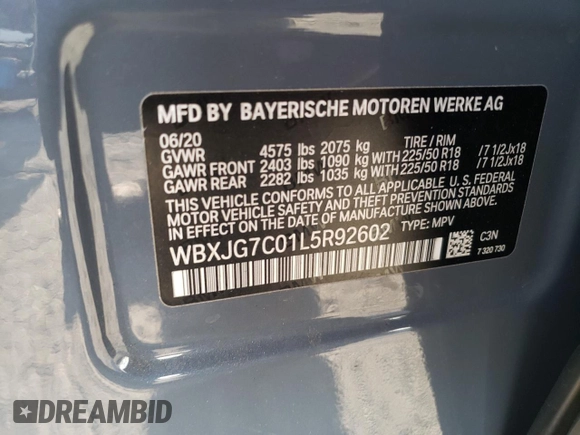 MFD BY BAYERISCHE MOTOREN WERKE AG
06/20
GVWR 4575 lbs 2075 kg TIRE / RIM
GAWR FRONT 2403 lbs 1090 kg WITH 225/50 R18 /7 1/2Jx18
GAWR REAR 2282 lbs 1035 kg WITH 225/50 R18 /7 1/2Jx18
THIS VEHICLE CONFORMS TO ALL APPLICABLE U. S. FEDERAL
MOTOR VEHICLE SAFETY, BUMPER, AND THEFT PREVENTION STANDARDS
IN EFFECT ON THE DATE OF MANUFACTURE SHOWN ABOVE.
WBXJG7C01L5R92602 TYPE: MPV
C3N
7 320 730
DREAMBID